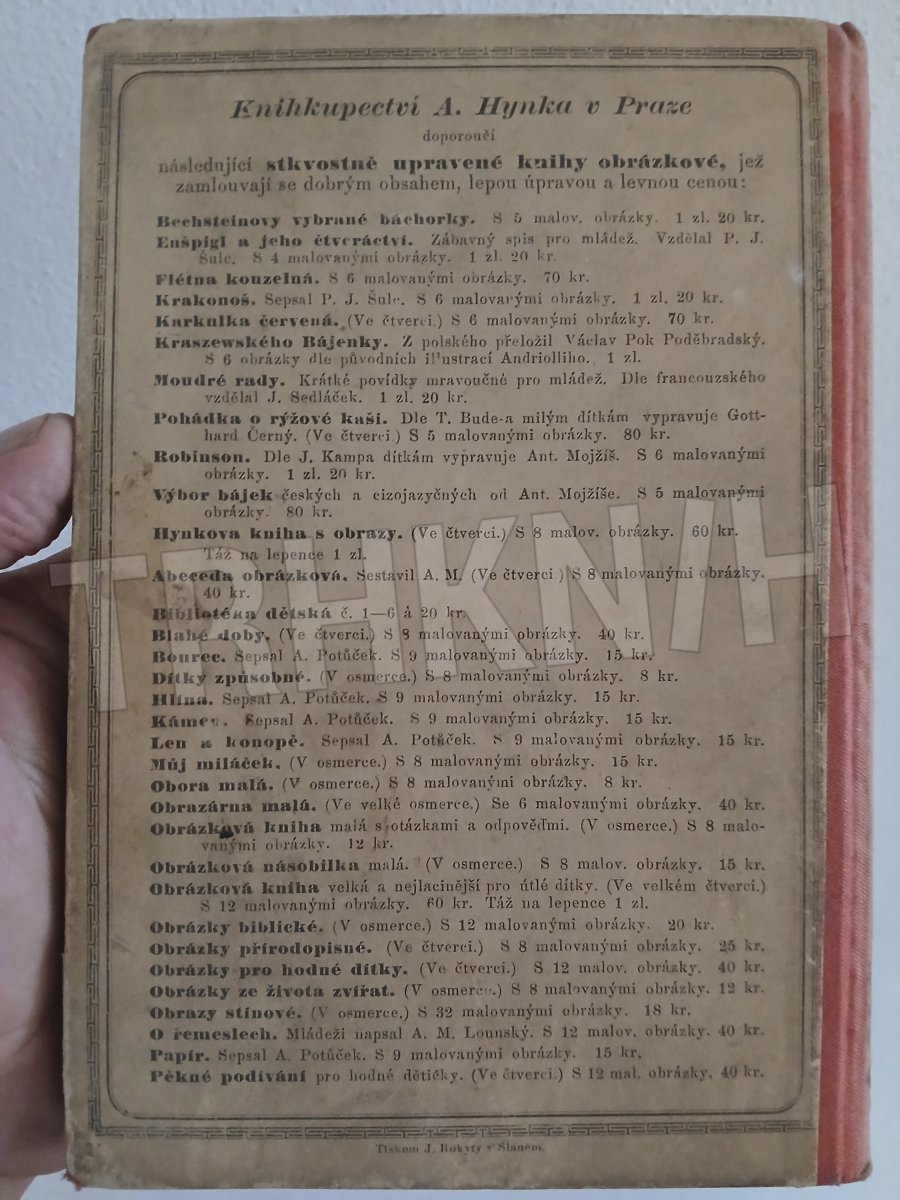 Knihkupectví A. Hynka v Praze
doporoučí
následující stkvostně upravené knihy obrázkové, jež
zamlouvají se dobrým obsahem, lepou úpravou a levnou cenou:
Bechsteinovy vybrané báchorky. S 5 malov. obrázky. 1 zl. 20 kr.
Enšpigl a jeho čtveráctví. Zábavný spis pro mládež. Vzdělal P. J.
Šulc. S 4 malovanými obrázky. 1 zl. 20 kr.
Flétna kouzelná. S 6 malovanými obrázky. 70 kr.
Krakonoš. Sepsal P. J. Šulc. S 6 malovanými obrázky. 1 zl. 20 kr.
Karkulka červená. (Ve čtverci.) S 6 malovanými obrázky. 70 kr.
Kraszewského Bájenky. Z polského přeložil Václav Pok Poděbradský.
S 6 obrázky dle původních illustrací Andriolliho. 1 zl.
Moudré rady. Krátké povídky mravoučné pro mládež. Dle francouzského
vzdělal J. Sedláček. 1 zl. 20 kr.
Pohádka o rýžové kaši. Dle T. Bude-a milým dítkám vypravuje Gott-
hard Černý. (Ve čtverci.) S 5 malovanými obrázky. 80 kr.
Robinson. Dle J. Kampa dítkám vypravuje Ant. Mojžíš. S 6 malovanými
obrázky. 1 zl. 20 kr.
Výbor bájek českých a cizojazyčných od Ant. Mojžíše. S 5 malovanými
obrázky. 80 kr.
Hynkova kniha s obrazy. (Ve čtverci.) S 8 malov. obrázky. 60 kr.
Táž na lepence 1 zl.
Abeceda obrázková. Sestavil A. M. (Ve čtverci.) S 8 malovanými obrázky.
40 kr.
Bibliotéka dětská č. 1—6 à 20 kr.
Blahé doby. (Ve čtverci.) S 8 malovanými obrázky. 40 kr.
Bourec. Sepsal A. Potůček. S 9 malovanými obrázky. 15 kr.
Dítky způsobné. (V osmerce.) S 8 malovanými obrázky. 8 kr.
Hlína. Sepsal A. Potůček. S 9 malovanými obrázky. 15 kr.
Kámen. Sepsal A. Potůček. S 9 malovanými obrázky. 15 kr.
Len a konopě. Sepsal A. Potůček. S 9 malovanými obrázky. 15 kr.
Můj miláček. (V osmerce.) S 8 malovanými obrázky. 15 kr.
Obora malá. (V osmerce.) S 8 malovanými obrázky. 8 kr.
Obrazárna malá. (Ve velké osmerce.) Se 6 malovanými obrázky. 40 kr.
Obrázková kniha malá s otázkami a odpověďmi. (V osmerce.) S 8 malo-
vanými obrázky. 12 kr.
Obrázková násobilka malá. (V osmerce.) S 8 malov. obrázky. 15 kr.
Obrázková kniha velká a nejlacinější pro útlé dítky. (Ve velkém čtverci.)
S 12 malovanými obrázky. 60 kr. Táž na lepence 1 zl.
Obrázky biblické. (V osmerce.) S 12 malovanými obrázky. 20 kr.
Obrázky přírodopisné. (Ve čtverci.) S 8 malovanými obrázky. 25 kr.
Obrázky pro hodné dítky. (Ve čtverci.) S 12 malov. obrázky. 40 kr.
Obrázky ze života zvířat. (V osmerce.) S 8 malovanými obrázky. 12 kr.
Obrazy stínové. (V osmerce.) S 32 malovanými obrázky. 18 kr.
O řemeslech. Mládeži napsal A. M. Lounský. S 12 malov. obrázky. 40 kr.
Papír. Sepsal A. Potůček. S 9 malovanými obrázky. 15 kr.
Pěkné podívání pro hodné dětičky. (Ve čtverci.) S 12 mal. obrázky. 40 kr.
Tiskem J. Rokyty v Slaném.
TRHKNIH